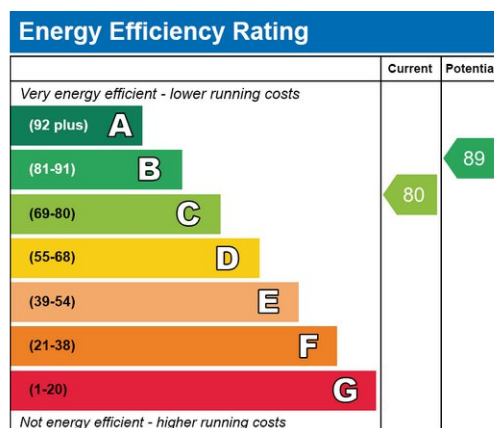 Energy Efficiency Rating
Current Potential
Very energy efficient - lower running costs
(92 plus) A
(81-91) B
89
(69-80) C
80
(55-68) D
(39-54) E
(21-38) F
(1-20) G
Not energy efficient - higher running costs